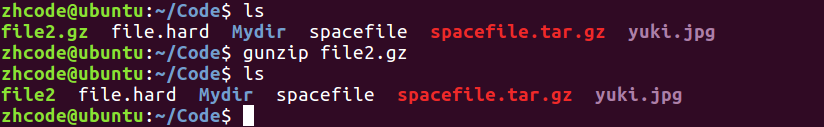 zhcode@ubuntu:~/Code$ ls
file2.gz  file.hard  Mydir  spacefile  spacefile.tar.gz  yuki.jpg
zhcode@ubuntu:~/Code$ gunzip file2.gz
zhcode@ubuntu:~/Code$ ls
file2  file.hard  Mydir  spacefile  spacefile.tar.gz  yuki.jpg
zhcode@ubuntu:~/Code$